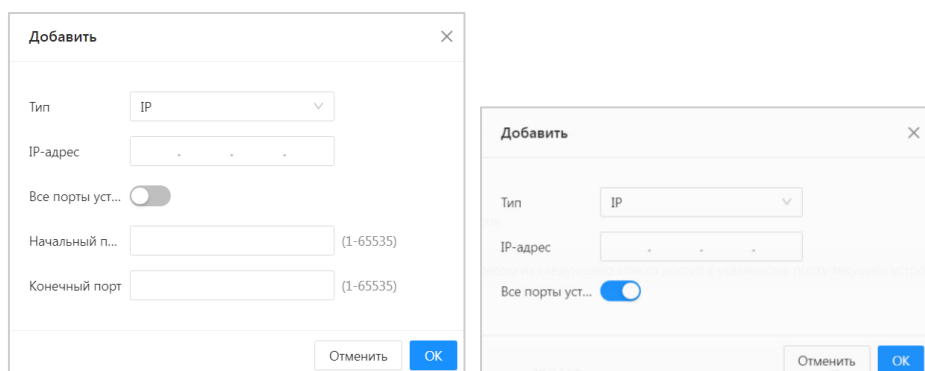 Добавить
Тип IP
IP-адрес . . .
Все порты уст...
Начальный п... (1-65535)
Конечный порт (1-65535)
Отменить OK
Добавить
Тип IP
IP-адрес . . .
Все порты уст...
Отменить OK